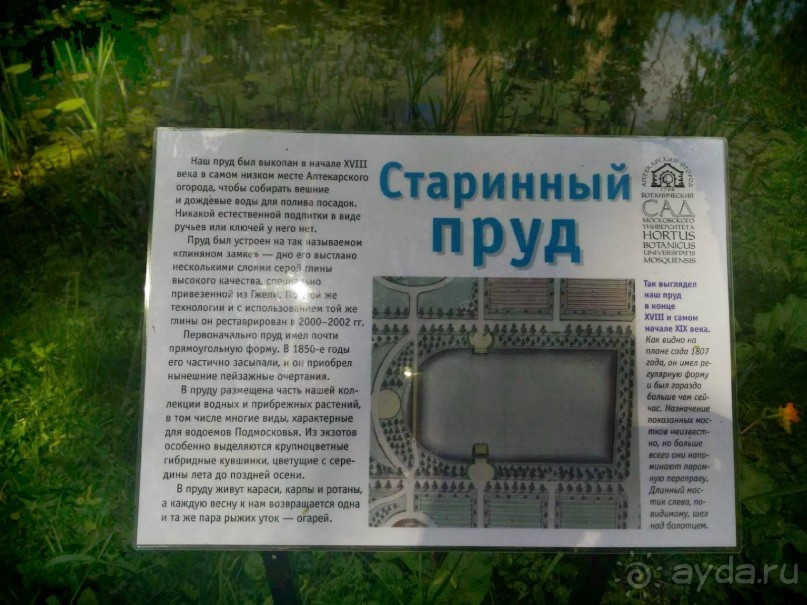 Наш пруд был выкопан в начале XVIII
века в самом низком месте Аптекарского
огорода, чтобы собирать вешние
и дождевые воды для полива посадок.
Никакой естественной подпитки в виде
ручьев или ключей у него нет.
Пруд был устроен на так называемом
«глиняном замке» — дно его выстлано
несколькими слоями серой глины
высокого качества, специально
привезенной из Гжели. По этой же
технологии и с использованием той же
глины он реставрирован в 2000–2002 гг.
Первоначально пруд имел почти
прямоугольную форму. В 1850-е годы
его частично засыпали, и он приобрел
нынешние пейзажные очертания.
В пруду размещена часть нашей кол-
лекции водных и прибрежных растений,
в том числе многие виды, характерные
для водоемов Подмосковья. Из экзотов
особенно выделяются крупноцветные
гибридные кувшинки, цветущие с сере-
дины лета до поздней осени.
В пруду живут караси, карпы и ротаны,
а каждую весну к нам возвращается одна
и та же пара рыжих уток — огарей.
Старинный
пруд
АПТЕКАРСКИЙ ОГОРОД
БОТАНИЧЕСКИЙ
САД
МОСКОВСКОГО
УНИВЕРСИТЕТА
HORTUS
BOTANICUS
UNIVERSITATIS
MOSQUENSIS
Так выглядел
наш пруд
в конце
XVIII и самом
начале XIX века.
Как видно на
плане сада 1807
года, он имел ре-
гулярную форму
и был гораздо
больше чем сей-
час. Назначение
показанных мос-
тков неизвест-
но, но больше
всего они напо-
минают паром-
ную переправу.
Длинный мос-
тик слева, по-
видимому, шел
над болотцем.
ayda.ru